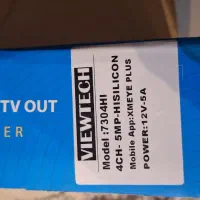 TV OUT
ER
VIEWTECH
Model :7304HI
4CH- 5MP-HISILICON
Mobile App:XMEYE PLUS
POWER:12V-5A